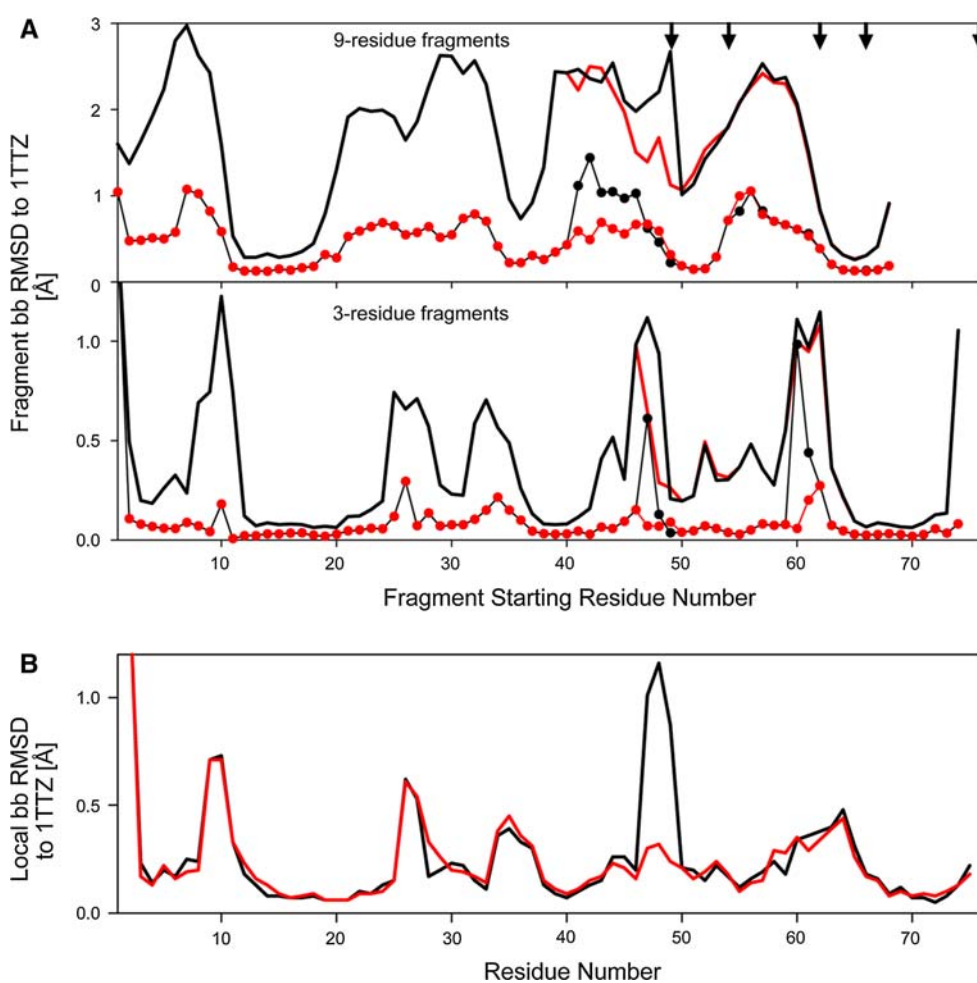 A
9-residue fragments
3
2
1
0
Fragment bb RMSD to 1TTZ
[Å]
3-residue fragments
1.0
0.5
0.0
10 20 30 40 50 60 70
Fragment Starting Residue Number
B
Local bb RMSD
to 1TTZ [Å]
1.0
0.5
0.0
10 20 30 40 50 60 70
Residue Number